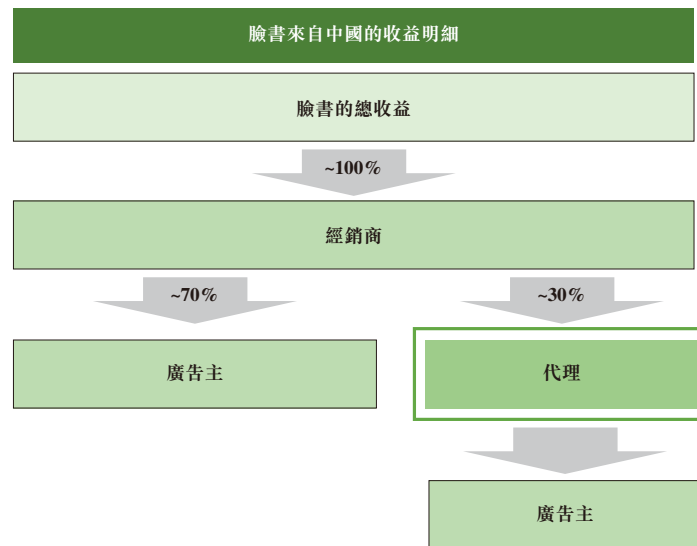 臉書來自中國的收益明細
臉書的總收益
~100%
經銷商
~70%
~30%
廣告主
代理
廣告主